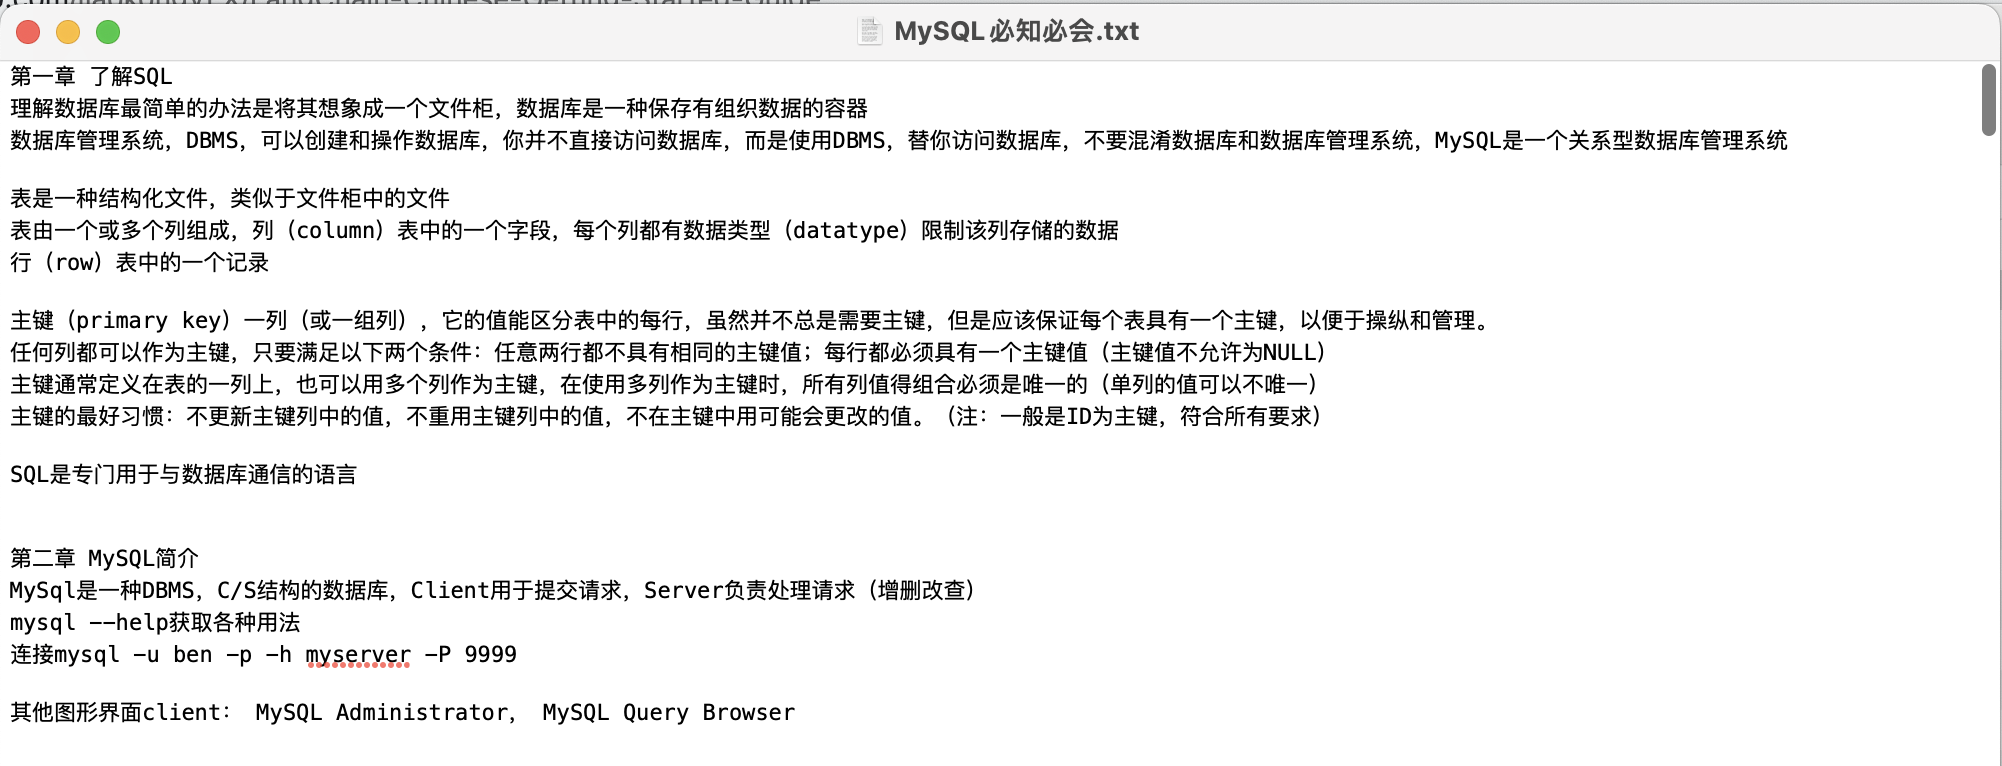 MySQL必知必会.txt
第一章 了解SQL
理解数据库最简单的办法是将其想象成一个文件柜，数据库是一种保存有组织数据的容器
数据库管理系统，DBMS，可以创建和操作数据库，你并不直接访问数据库，而是使用DBMS，替你访问数据库，不要混淆数据库和数据库管理系统，MySQL是一个关系型数据库管理系统
表是一种结构化文件，类似于文件柜中的文件
表由一个或多个列组成，列（column）表中的一个字段，每个列都有数据类型（datatype）限制该列存储的数据
行（row）表中的一个记录
主键（primary key）一列（或一组列），它的值能区分表中的每行，虽然并不总是需要主键，但是应该保证每个表具有一个主键，以便于操纵和管理。
任何列都可以作为主键，只要满足以下两个条件：任意两行都不具有相同的主键值；每行都必须具有一个主键值（主键值不允许为NULL）
主键通常定义在表的一列上，也可以用多个列作为主键，在使用多列作为主键时，所有列值得组合必须是唯一的（单列的值可以不唯一）
主键的最好习惯：不更新主键列中的值，不重用主键列中的值，不在主键中用可能会更改的值。（注：一般是ID为主键，符合所有要求）
SQL是专门用于与数据库通信的语言
第二章 MySQL简介
MySql是一种DBMS，C/S结构的数据库，Client用于提交请求，Server负责处理请求（增删改查）
mysql --help获取各种用法
连接mysql -u ben -p -h myserver -P 9999
其他图形界面client： MySQL Administrator， MySQL Query Browser